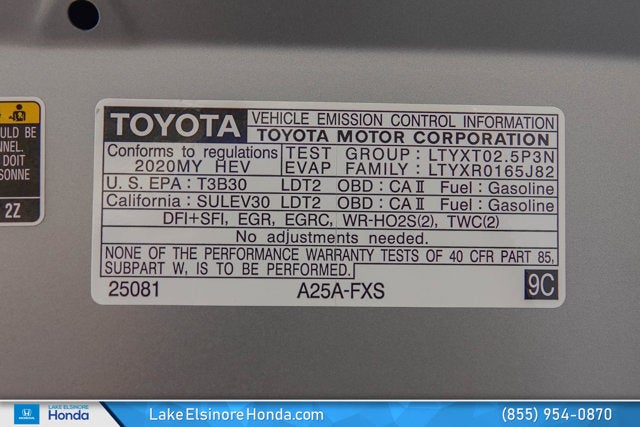 ULD BE
NNEL.
DOIT
RSONNE
2Z
TOYOTA
VEHICLE EMISSION CONTROL INFORMATION
TOYOTA MOTOR CORPORATION
Conforms to regulations
2020MY HEV
TEST GROUP: LTYXT02.5P3N
EVAP FAMILY: LTYXR0165J82
U.S. EPA: T3B30 LDT2 OBD: CA II Fuel: Gasoline
California: SULEV30 LDT2 OBD: CA II Fuel: Gasoline
DFI+SFI, EGR, EGRC, WR-HO2S(2), TWC(2)
No adjustments needed.
NONE OF THE PERFORMANCE WARRANTY TESTS OF 40 CFR PART 85,
SUBPART W, IS TO BE PERFORMED.
25081 A25A-FXS 9C
LAKE ELSINORE
Honda
LakeElsinoreHonda.com
(855) 954-0870